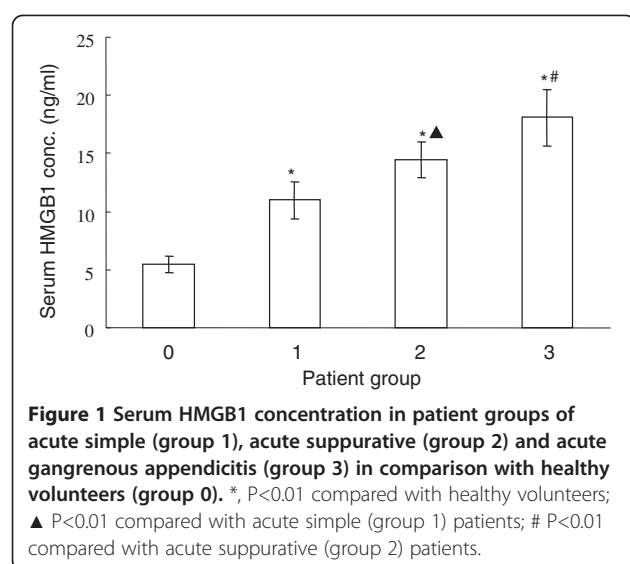 25
20
15
10
5
0
Serum HMGB1 conc. (ng/ml)
*
*▲
*#
0 1 2 3
Patient group
Figure 1 Serum HMGB1 concentration in patient groups of
acute simple (group 1), acute suppurative (group 2) and acute
gangrenous appendicitis (group 3) in comparison with healthy
volunteers (group 0). *, P<0.01 compared with healthy volunteers;
▲ P<0.01 compared with acute simple (group 1) patients; # P<0.01
compared with acute suppurative (group 2) patients.